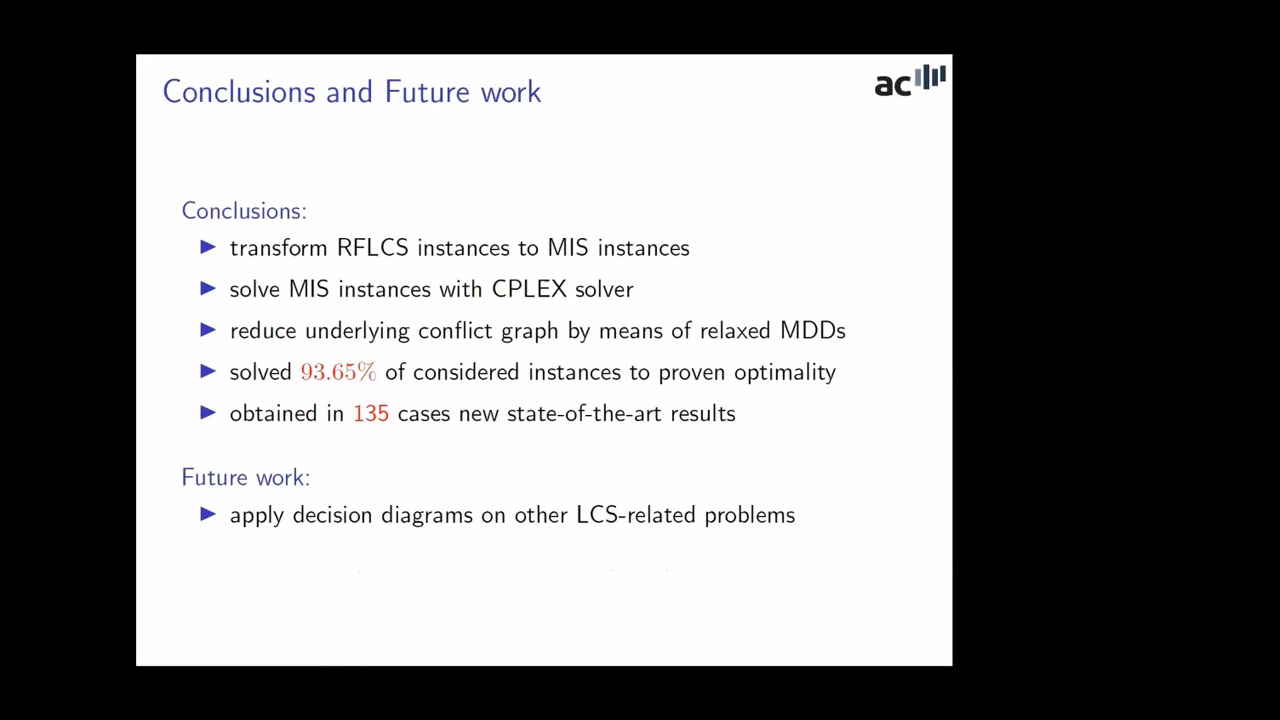 Conclusions and Future work
ac
Conclusions:
transform RFLCS instances to MIS instances
solve MIS instances with CPLEX solver
reduce underlying conflict graph by means of relaxed MDDs
solved 93.65% of considered instances to proven optimality
obtained in 135 cases new state-of-the-art results
Future work:
apply decision diagrams on other LCS-related problems